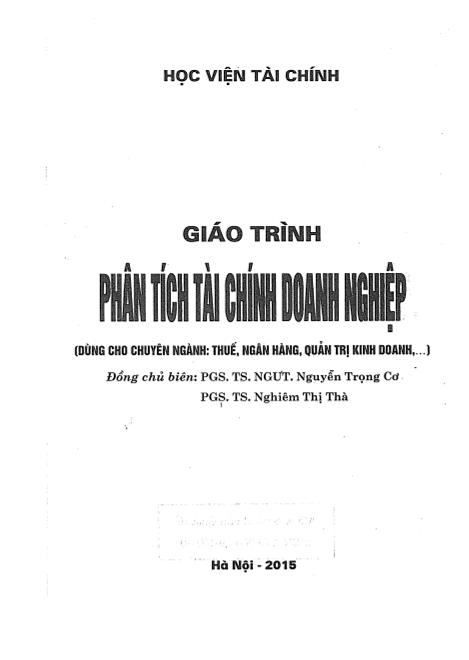 HỌC VIỆN TÀI CHÍNH
GIÁO TRÌNH
PHÂN TÍCH TÀI CHÍNH DOANH NGHIỆP
(DÙNG CHO CHUYÊN NGÀNH: THUẾ, NGÂN HÀNG, QUẢN TRỊ KINH DOANH,...)
Đồng chủ biên: PGS. TS. NGƯT. Nguyễn Trọng Cơ
PGS. TS. Nghiêm Thị Thà
Hà Nội - 2015